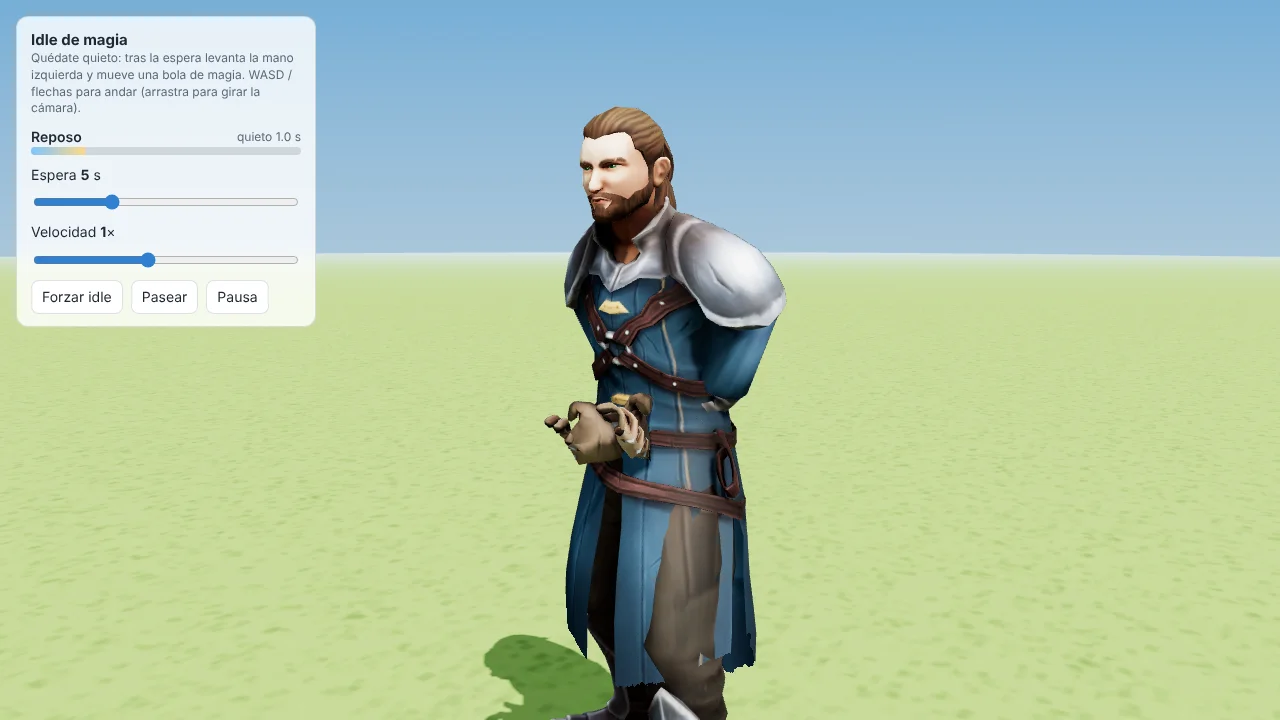 Idle de magia
Quédate quieto: tras la espera levanta la mano
izquierda y mueve una bola de magia. WASD /
flechas para andar (arrastra para girar la
cámara).
Reposo quieto 1.0 s
Espera 5 s
Velocidad 1×
Forzar idle Pasear Pausa